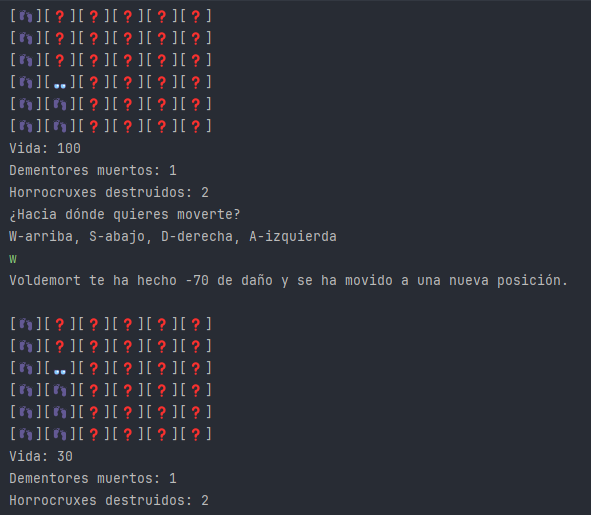 [👣][❓][❓][❓][❓][❓]
[👣][❓][❓][❓][❓][❓]
[👣][❓][❓][❓][❓][❓]
[👣][👓][❓][❓][❓][❓]
[👣][👣][❓][❓][❓][❓]
[👣][👣][❓][❓][❓][❓]
Vida: 100
Dementores muertos: 1
Horrocruxes destruidos: 2
¿Hacia dónde quieres moverte?
W-arriba, S-abajo, D-derecha, A-izquierda
w
Voldemort te ha hecho -70 de daño y se ha movido a una nueva posición.
[👣][❓][❓][❓][❓][❓]
[👣][❓][❓][❓][❓][❓]
[👣][👓][❓][❓][❓][❓]
[👣][👣][❓][❓][❓][❓]
[👣][👣][❓][❓][❓][❓]
[👣][👣][❓][❓][❓][❓]
Vida: 30
Dementores muertos: 1
Horrocruxes destruidos: 2